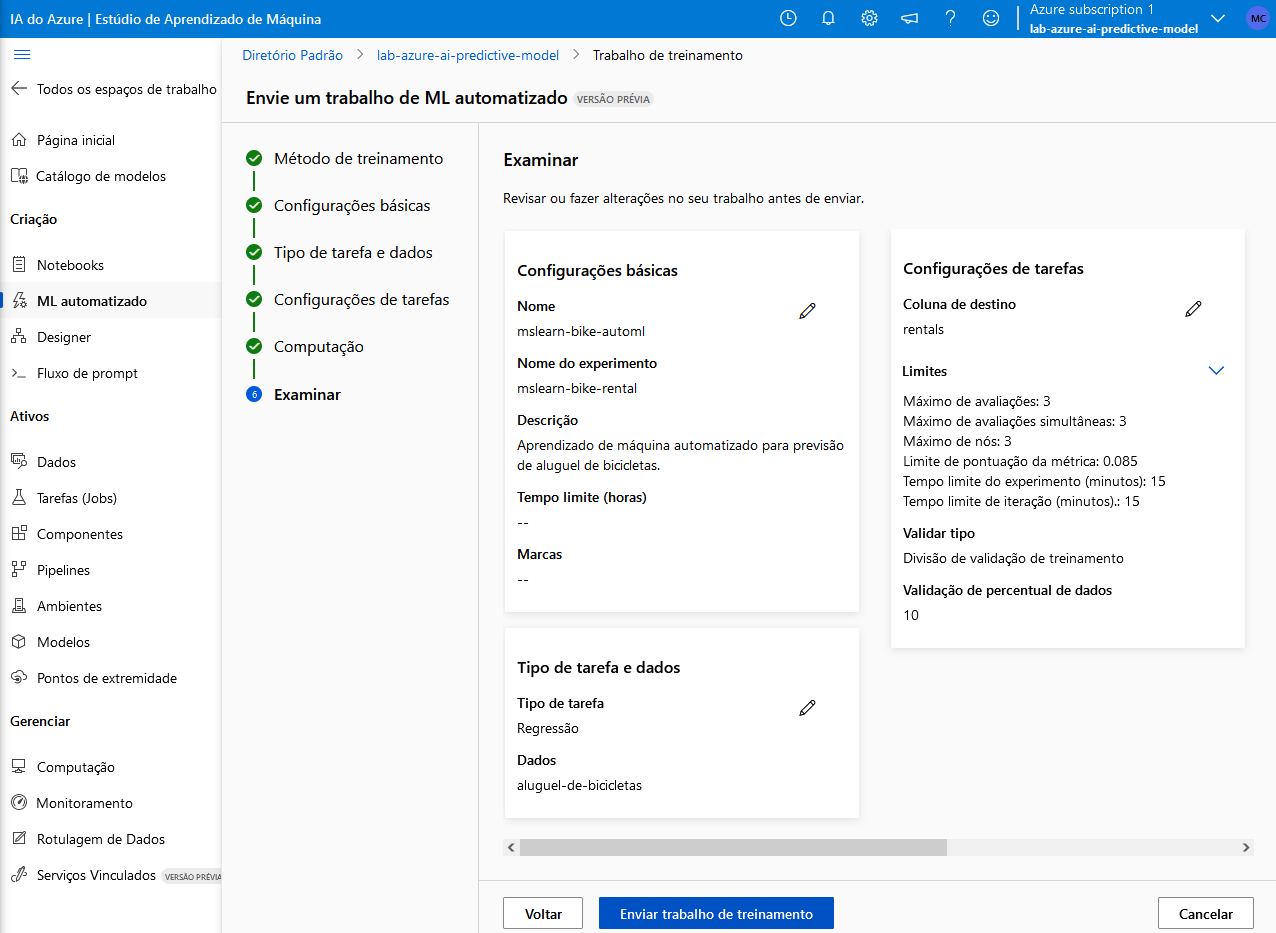 IA do Azure | Estúdio de Aprendizado de Máquina
Azure subscription 1
lab-azure-ai-predictive-model
MC
Todos os espaços de trabalho
Página inicial
Catálogo de modelos
Criação
Notebooks
ML automatizado
Designer
Fluxo de prompt
Ativos
Dados
Tarefas (Jobs)
Componentes
Pipelines
Ambientes
Modelos
Pontos de extremidade
Gerenciar
Computação
Monitoramento
Rotulagem de Dados
Serviços Vinculados VERSÃO PRÉVIA
Diretório Padrão > lab-azure-ai-predictive-model > Trabalho de treinamento
Envie um trabalho de ML automatizado VERSÃO PRÉVIA
Método de treinamento
Configurações básicas
Tipo de tarefa e dados
Configurações de tarefas
Computação
6 Examinar
Examinar
Revisar ou fazer alterações no seu trabalho antes de enviar.
Configurações básicas
Nome
mslearn-bike-automl
Nome do experimento
mslearn-bike-rental
Descrição
Aprendizado de máquina automatizado para previsão
de aluguel de bicicletas.
Tempo limite (horas)
--
Marcas
--
Tipo de tarefa e dados
Tipo de tarefa
Regressão
Dados
aluguel-de-bicicletas
Configurações de tarefas
Coluna de destino
rentals
Limites
Máximo de avaliações: 3
Máximo de avaliações simultâneas: 3
Máximo de nós: 3
Limite de pontuação da métrica: 0.085
Tempo limite do experimento (minutos): 15
Tempo limite de iteração (minutos).: 15
Validar tipo
Divisão de validação de treinamento
Validação de percentual de dados
10
Voltar
Enviar trabalho de treinamento
Cancelar